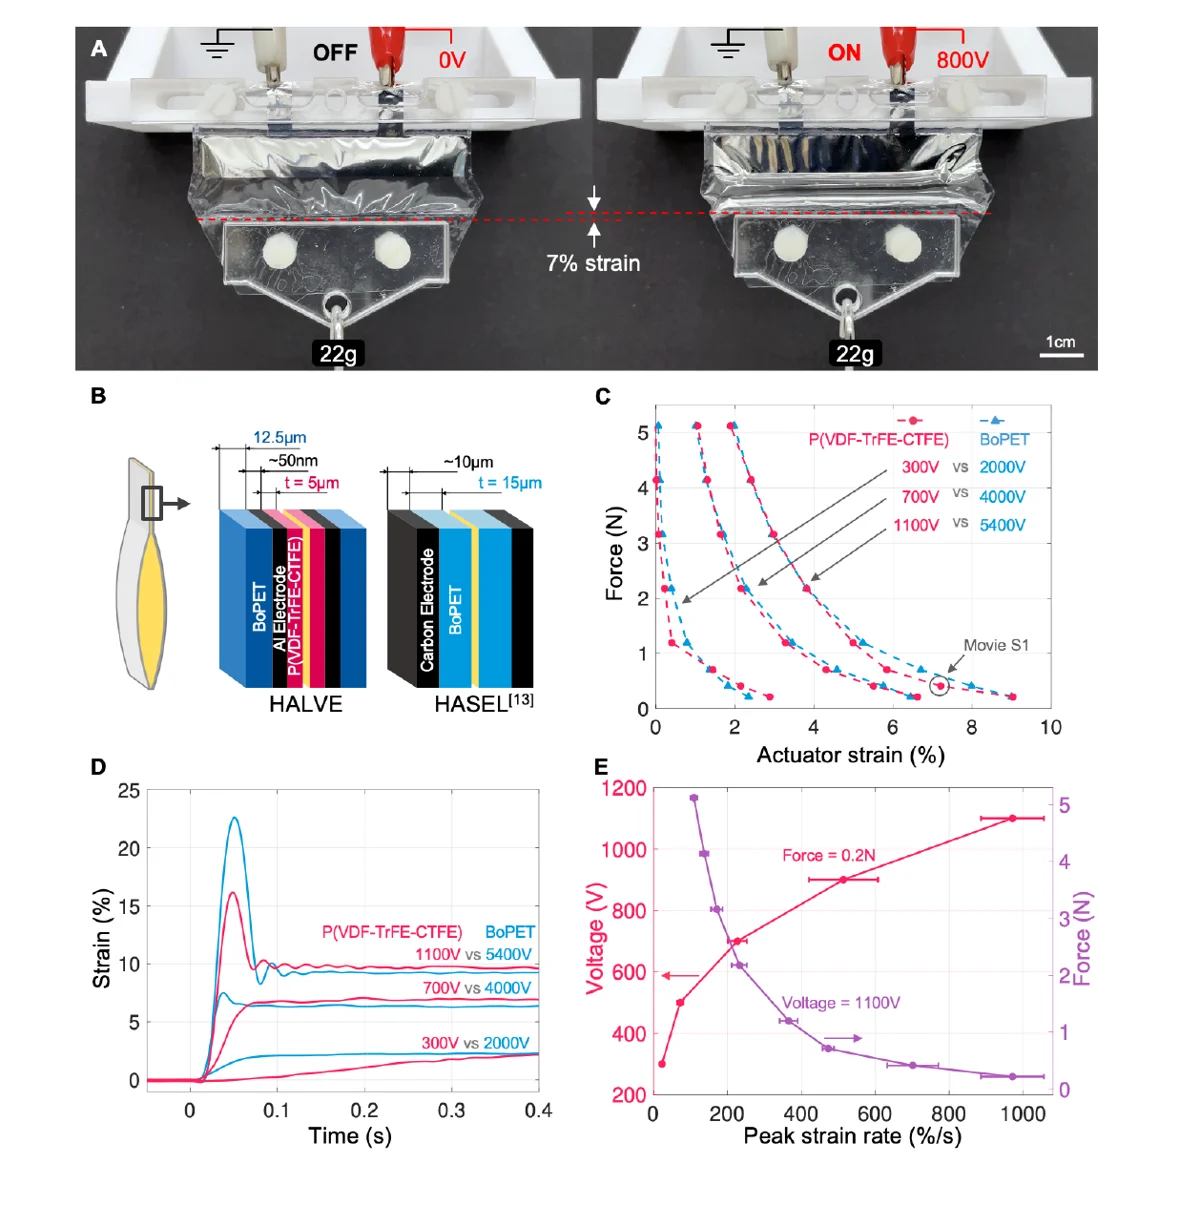 A
OFF
0V
ON
800V
7% strain
22g
22g
1cm
B
12.5µm
~50nm
t = 5µm
BoPET
Al Electrode
P(VDF-TrFE-CTFE)
HALVE
~10µm
t = 15µm
Carbon Electrode
BoPET
HASEL[13]
C
P(VDF-TrFE-CTFE) BoPET
300V vs 2000V
700V vs 4000V
1100V vs 5400V
Movie S1
5
4
3
2
1
0
Force (N)
0 2 4 6 8 10
Actuator strain (%)
D
25
20
15
10
5
0
Strain (%)
P(VDF-TrFE-CTFE) BoPET
1100V vs 5400V
700V vs 4000V
300V vs 2000V
0 0.1 0.2 0.3 0.4
Time (s)
E
1200
1000
800
600
400
200
Voltage (V)
Force = 0.2N
Voltage = 1100V
5
4
3
2
1
0
Force (N)
0 200 400 600 800 1000
Peak strain rate (%/s)